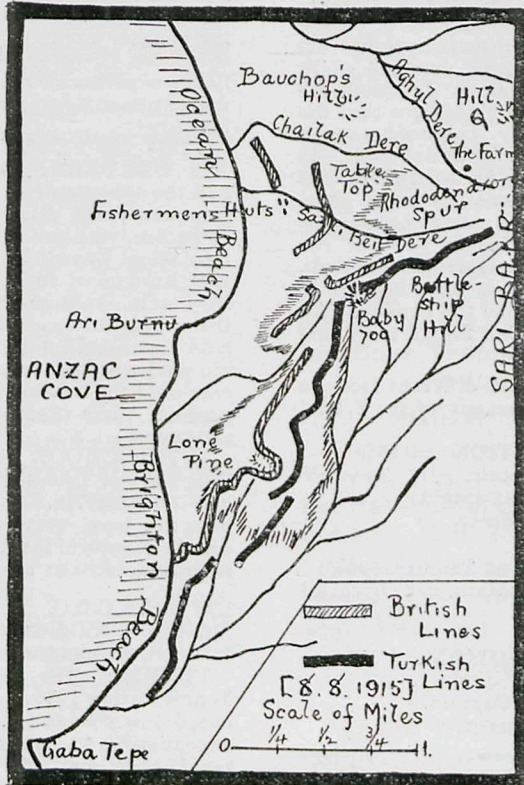 Ocean
Beach
Bauchop's
Hill
Aghyl Dere
Hill
Q
The Farm
Chailak Dere
Table
Top
Rhododendron
Spur
Fishermens Huts
Sazli Beit Dere
SARI BAIR
Battle-
ship
Hill
Baby
700
Ari Burnu
ANZAC
COVE
Lone
Pine
Brighton
Beach
British
Lines
Turkish
Lines
[8. 8. 1915]
Scale of Miles
0 1/4 1/2 3/4 1.
Gaba Tepe